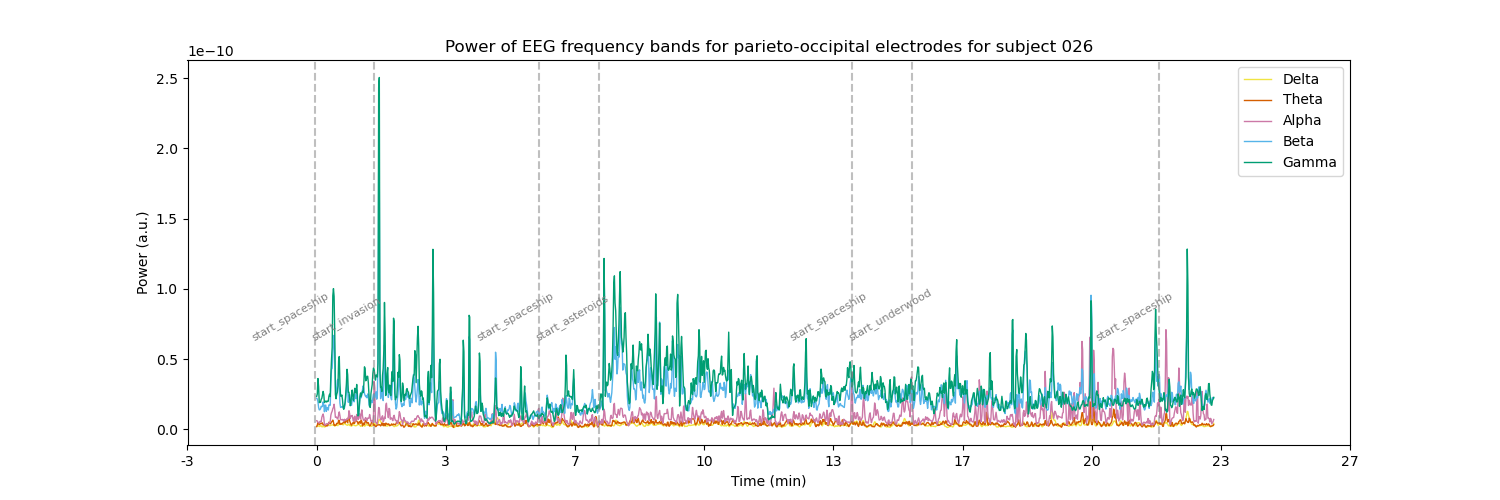 Power of EEG frequency bands for parieto-occipital electrodes for subject 026
1e−10
2.5
2.0
1.5
1.0
0.5
0.0
Power (a.u.)
start_spaceship
start_invasion
start_spaceship
start_asteroids
start_spaceship
start_underwood
start_spaceship
Delta
Theta
Alpha
Beta
Gamma
-3 0 3 7 10 13 17 20 23 27
Time (min)